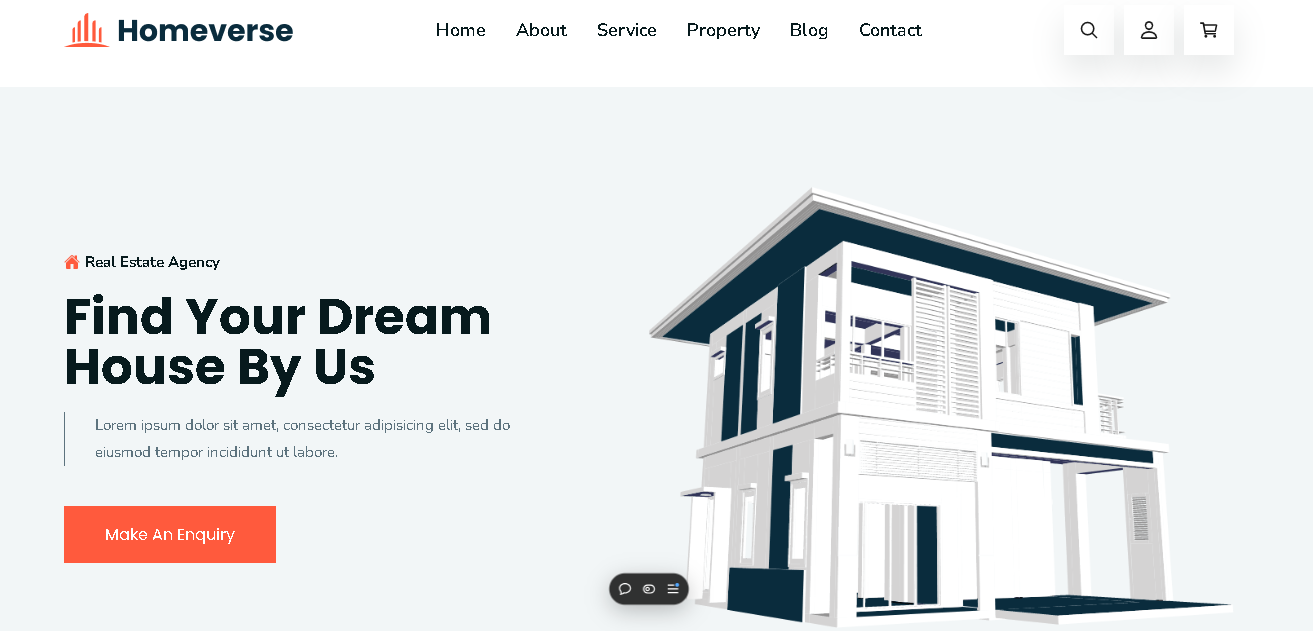 Homeverse
Home About Service Property Blog Contact
Real Estate Agency
Find Your Dream
House By Us
Lorem ipsum dolor sit amet, consectetur adipisicing elit, sed do
eiusmod tempor incididunt ut labore.
Make An Enquiry